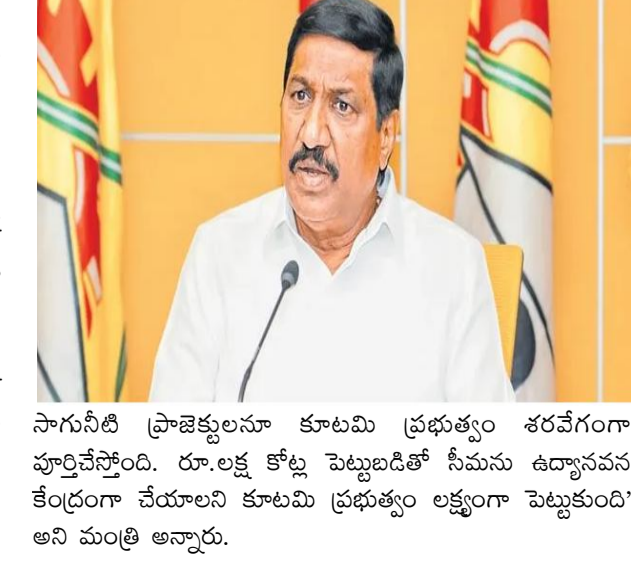 సాగునీటి ప్రాజెక్టులనూ కూటమి ప్రభుత్వం శరవేగంగా
పూర్తిచేస్తోంది. రూ.లక్ష కోట్ల పెట్టుబడితో సీమను ఉద్యానవన
కేంద్రంగా చేయాలని కూటమి ప్రభుత్వం లక్ష్యంగా పెట్టుకుంది'
అని మంత్రి అన్నారు.